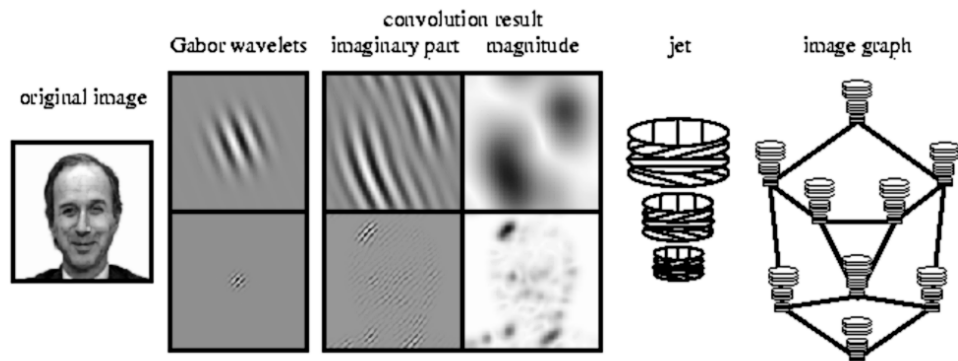 convolution result
Gabor wavelets
imaginary part
magnitude
jet
image graph
original image